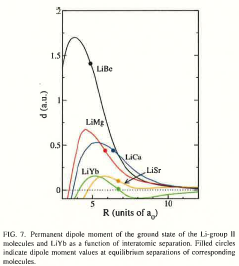 2
1.5
1
0.5
0
d (a.u.)
LiBe
LiMg
LiCa
LiYb
LiSr
5
10
R (units of a₀)
FIG. 7. Permanent dipole moment of the ground state of the Li-group II
molecules and LiYb as a function of interatomic separation. Filled circles
indicate dipole moment values at equilibrium separations of corresponding
molecules.